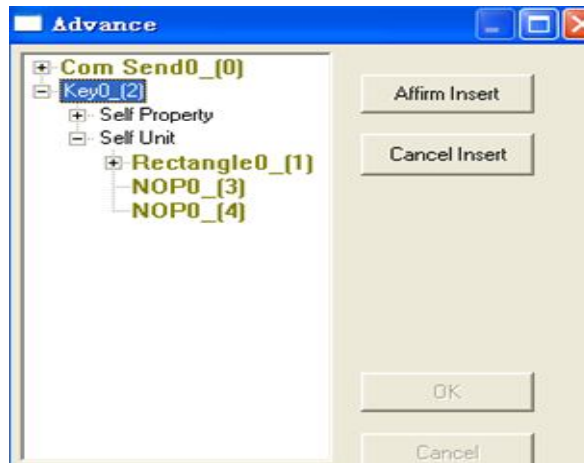 Advance
Com Send0_(0)
Key0_(2)
Self Property
Self Unit
Rectangle0_(1)
NOP0_(3)
NOP0_(4)
Affirm Insert
Cancel Insert
OK
Cancel